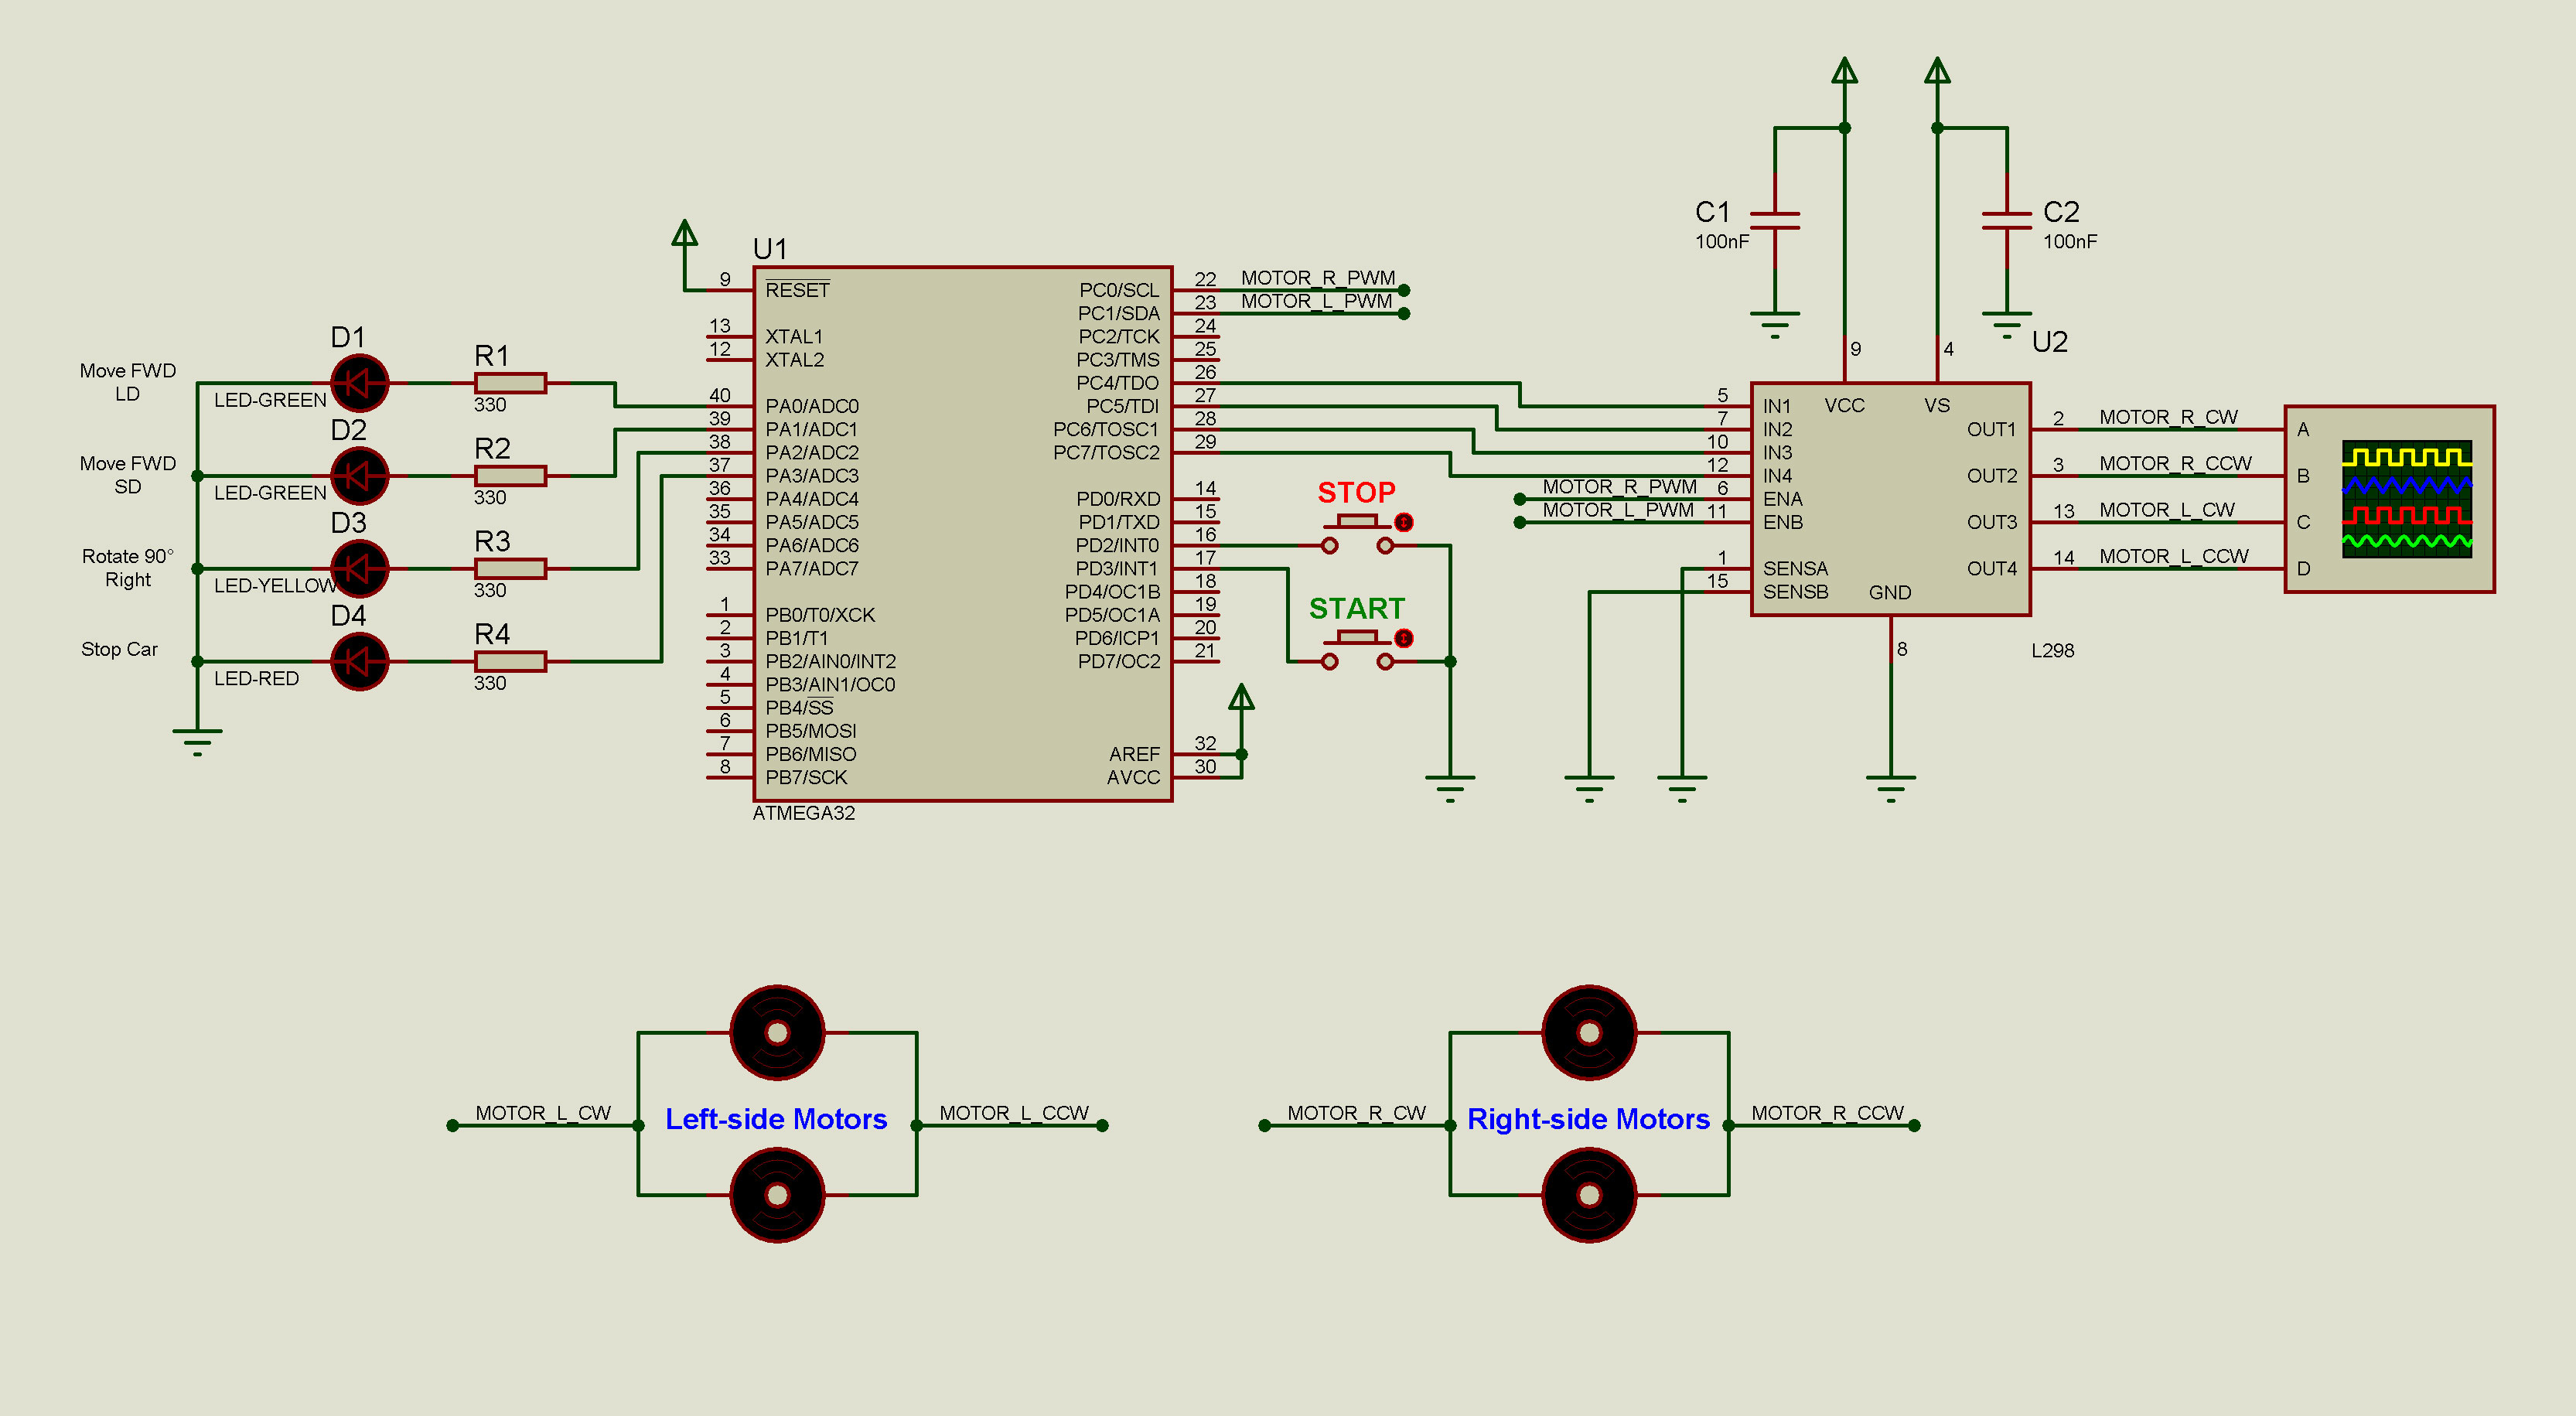 U1
9
RESET
13
XTAL1
12
XTAL2
40
PA0/ADC0
39
PA1/ADC1
38
PA2/ADC2
37
PA3/ADC3
36
PA4/ADC4
35
PA5/ADC5
34
PA6/ADC6
33
PA7/ADC7
1
PB0/T0/XCK
2
PB1/T1
3
PB2/AIN0/INT2
4
PB3/AIN1/OC0
5
PB4/SS
6
PB5/MOSI
7
PB6/MISO
8
PB7/SCK
PC0/SCL
22
MOTOR_R_PWM
PC1/SDA
23
MOTOR_L_PWM
PC2/TCK
24
PC3/TMS
25
PC4/TDO
26
PC5/TDI
27
PC6/TOSC1
28
PC7/TOSC2
29
PD0/RXD
14
PD1/TXD
15
PD2/INT0
16
PD3/INT1
17
PD4/OC1B
18
PD5/OC1A
19
PD6/ICP1
20
PD7/OC2
21
AREF
32
AVCC
30
ATMEGA32
Move FWD
LD
D1
LED-GREEN
R1
330
Move FWD
SD
D2
LED-GREEN
R2
330
Rotate 90°
Right
D3
LED-YELLOW
R3
330
Stop Car
D4
LED-RED
R4
330
STOP
START
C1
100nF
C2
100nF
U2
9
VCC
4
VS
5
IN1
7
IN2
10
IN3
12
IN4
MOTOR_R_PWM
6
ENA
MOTOR_L_PWM
11
ENB
1
SENSA
15
SENSB
GND
8
OUT1
2
MOTOR_R_CW
A
OUT2
3
MOTOR_R_CCW
B
OUT3
13
MOTOR_L_CW
C
OUT4
14
MOTOR_L_CCW
D
L298
MOTOR_L_CW
Left-side Motors
MOTOR_L_CCW
MOTOR_R_CW
Right-side Motors
MOTOR_R_CCW